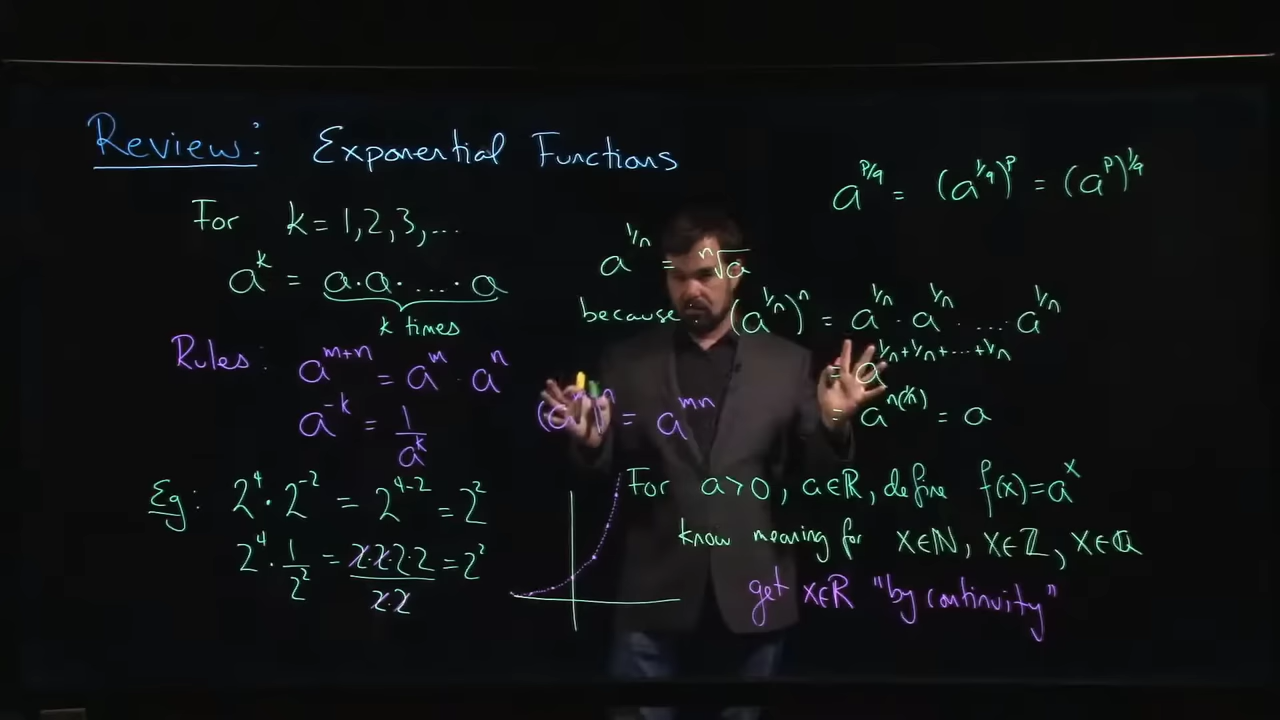 Review: Exponential Functions
For k = 1, 2, 3, ...
a^k = a·a·....·a
k times
Rules: a^{m+n} = a^m · a^n
a^{-k} = 1/a^k
(a^m)^n = a^{mn}
Eg: 2^4 · 2^{-2} = 2^{4-2} = 2^2
2^4 · 1/2^2 = 2·2·2·2/2·2 = 2^2
a^{1/n} = ⁿ√a
because: (a^{1/n})^n = a^{1/n} · a^{1/n} · .... a^{1/n}
= a^{1/n+1/n+...+1/n}
= a^{n(1/n)} = a
a^{p/q} = (a^{1/q})^p = (a^p)^{1/q}
For a>0, a∈ℝ, define f(x)=a^x
know meaning for x∈ℕ, x∈ℤ, x∈ℚ
get x∈ℝ "by continuity"